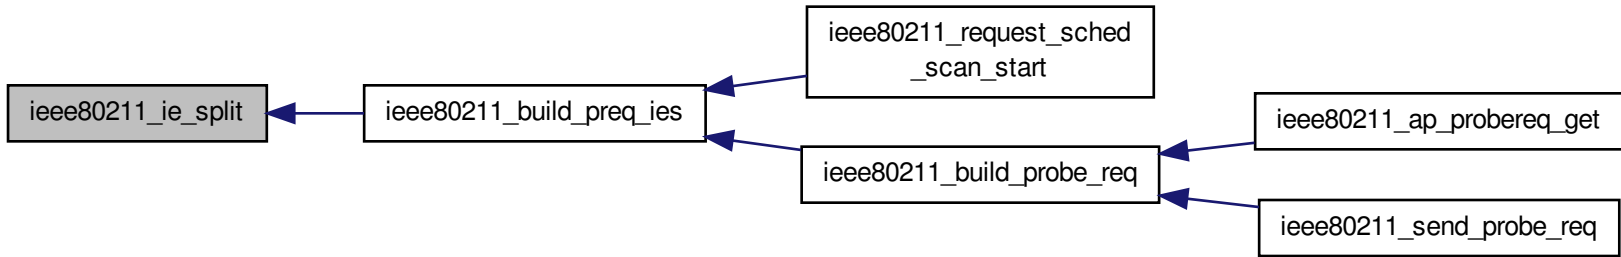 ieee80211_ie_split
ieee80211_build_preq_ies
ieee80211_request_sched
_scan_start
ieee80211_build_probe_req
ieee80211_ap_probereq_get
ieee80211_send_probe_req